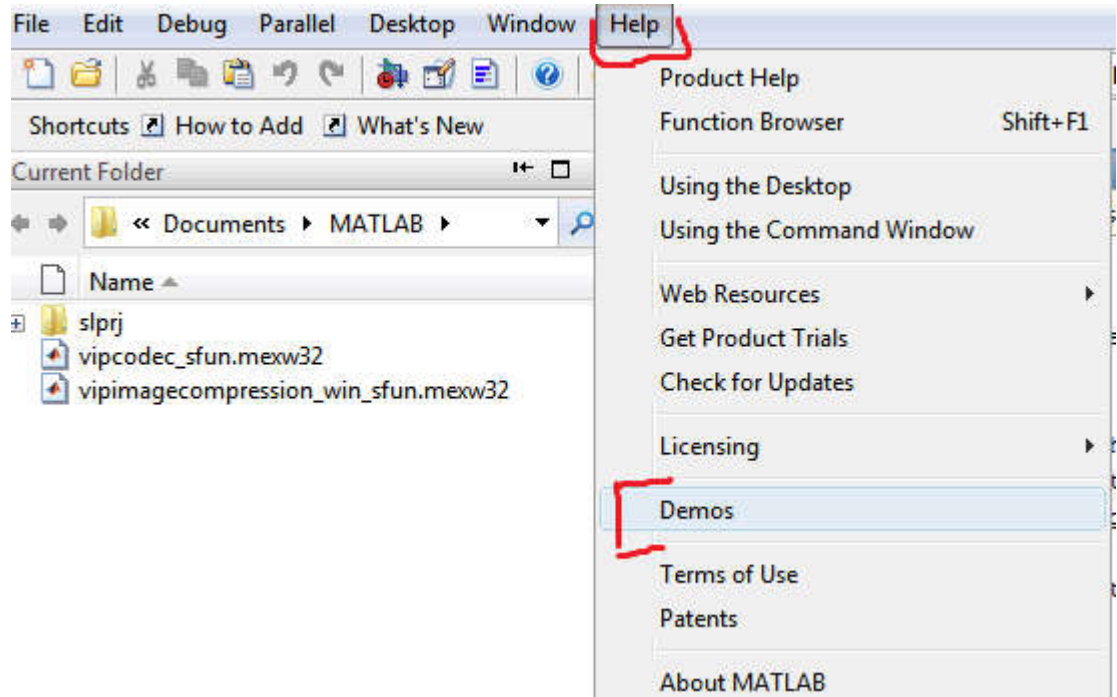 File Edit Debug Parallel Desktop Window Help
Shortcuts How to Add What's New
Current Folder
« Documents MATLAB
Name
slprj
vipcodec_sfun.mexw32
vipimagecompression_win_sfun.mexw32
Product Help
Function Browser Shift+F1
Using the Desktop
Using the Command Window
Web Resources
Get Product Trials
Check for Updates
Licensing
Demos
Terms of Use
Patents
About MATLAB